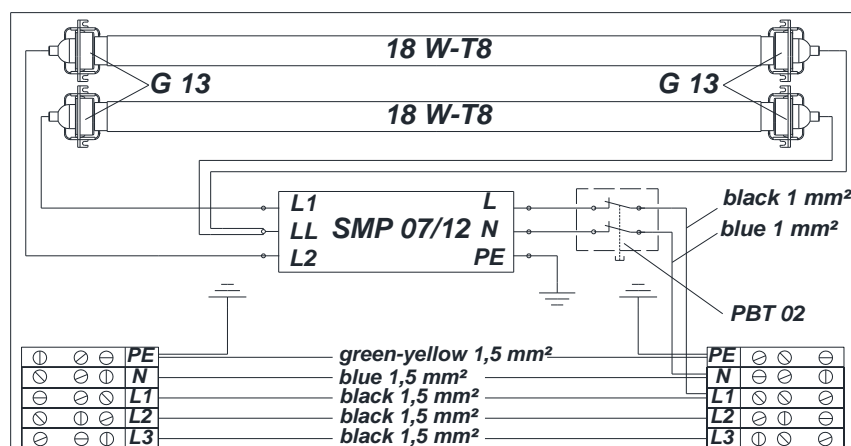 18 W-T8
G 13 G 13
18 W-T8
L1 L
LL SMP 07/12 N
L2 PE
black 1 mm²
blue 1 mm²
PBT 02
PE green-yellow 1,5 mm² PE
N blue 1,5 mm² N
L1 black 1,5 mm² L1
L2 black 1,5 mm² L2
L3 black 1,5 mm² L3